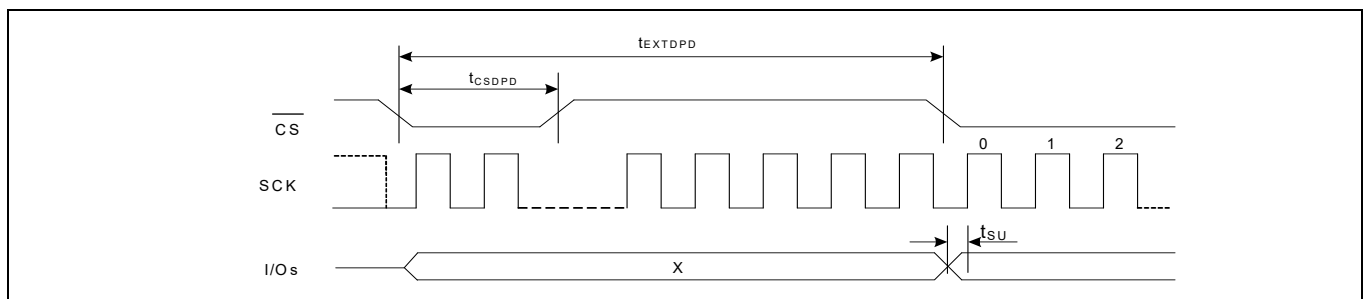 tEXTDPD
tCSDPD
CS
0 1 2
SCK
tSU
I/Os
X